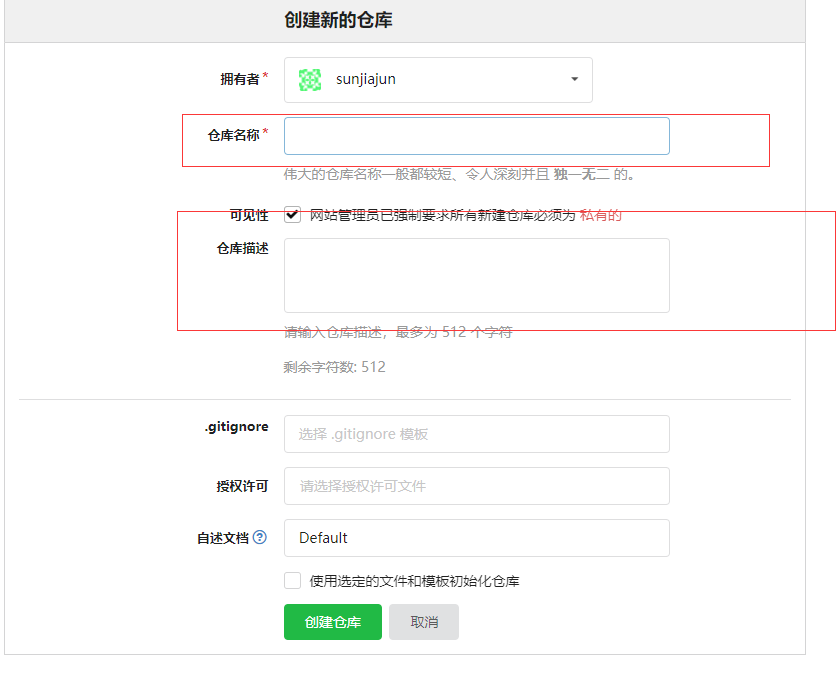 创建新的仓库
拥有者* sunjiajun
仓库名称*
伟大的仓库名称一般都较短、令人深刻并且 独一无二 的。
可见性 网站管理员已强制要求所有新建仓库必须为 私有的
仓库描述
请输入仓库描述，最多为 512 个字符
剩余字符数: 512
.gitignore 选择 .gitignore 模板
授权许可 请选择授权许可文件
自述文档 ? Default
使用选定的文件和模板初始化仓库
创建仓库 取消